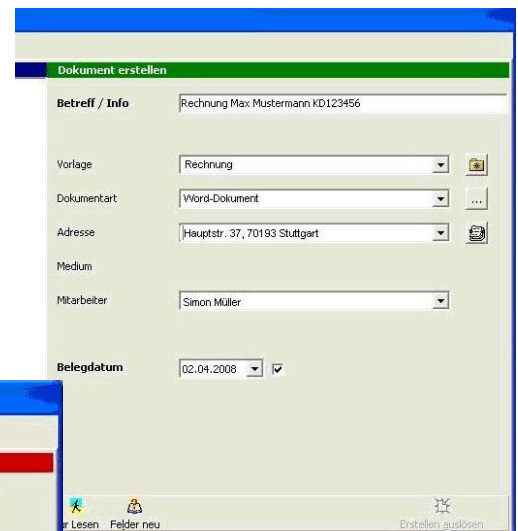 Dokument erstellen
Betreff / Info Rechnung Max Mustermann KD123456
Vorlage Rechnung
Dokumentart Word-Dokument ...
Adresse Hauptstr. 37, 70193 Stuttgart
Medium
Mitarbeiter Simon Müller
Belegdatum 02.04.2008
r Lesen Felder neu Erstellen auslösen